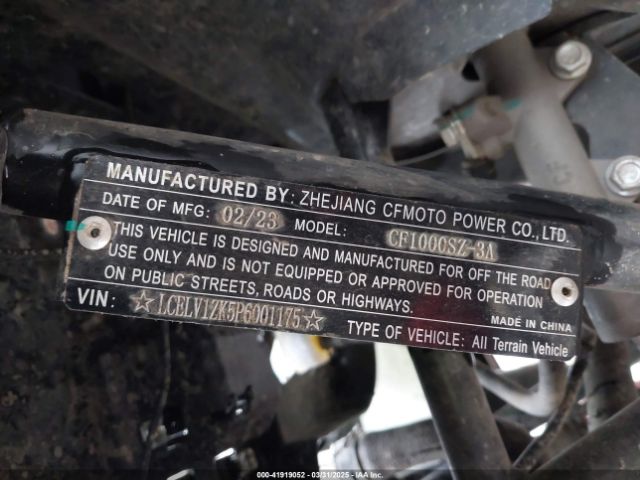 MANUFACTURED BY: ZHEJIANG CFMOTO POWER CO., LTD.
DATE OF MFG: 02/23 MODEL: CF1000SZ-3A
THIS VEHICLE IS DESIGNED AND MANUFACTURED FOR OFF THE ROAD
USE ONLY AND IS NOT EQUIPPED OR APPROVED FOR OPERATION
ON PUBLIC STREETS, ROADS OR HIGHWAYS.
MADE IN CHINA
VIN: ☆LCELV1ZK5P6001175☆
TYPE OF VEHICLE: All Terrain Vehicle
CF
000-41919052 - 03/31/2025 - IAA Inc.